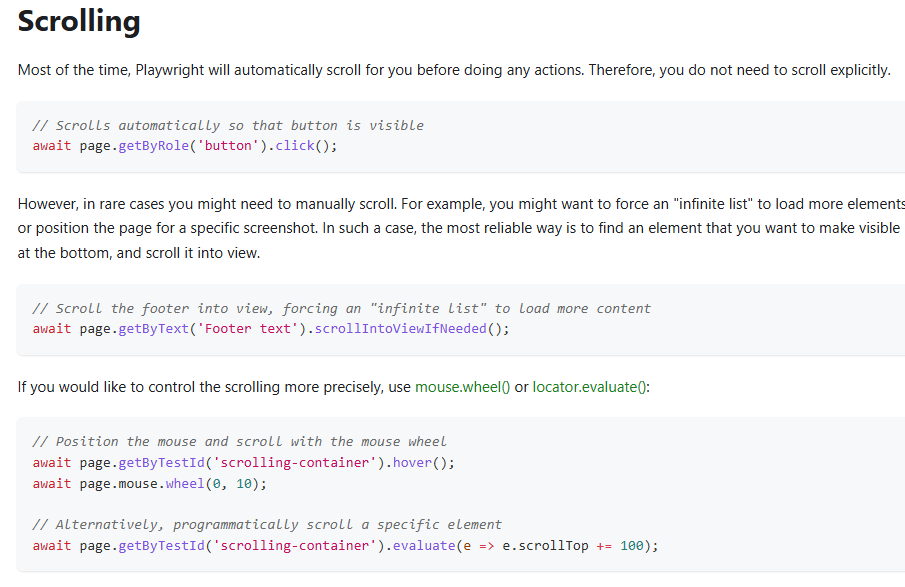 Scrolling
Most of the time, Playwright will automatically scroll for you before doing any actions. Therefore, you do not need to scroll explicitly.
// Scrolls automatically so that button is visible
await page.getByRole('button').click();
However, in rare cases you might need to manually scroll. For example, you might want to force an "infinite list" to load more elements
or position the page for a specific screenshot. In such a case, the most reliable way is to find an element that you want to make visible
at the bottom, and scroll it into view.
// Scroll the footer into view, forcing an "infinite list" to load more content
await page.getByText('Footer text').scrollIntoViewIfNeeded();
If you would like to control the scrolling more precisely, use mouse.wheel() or locator.evaluate():
// Position the mouse and scroll with the mouse wheel
await page.getByTestId('scrolling-container').hover();
await page.mouse.wheel(0, 10);
// Alternatively, programmatically scroll a specific element
await page.getByTestId('scrolling-container').evaluate(e => e.scrollTop += 100);